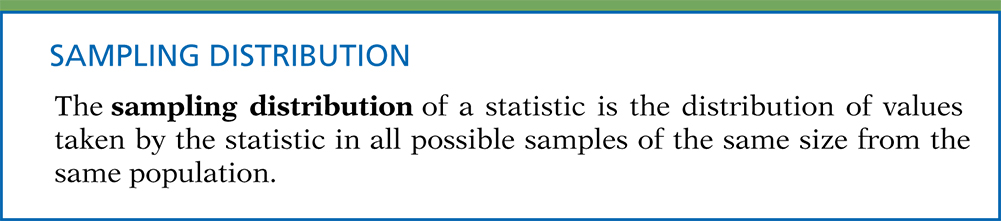 SAMPLING DISTRIBUTION
The sampling distribution of a statistic is the distribution of values
taken by the statistic in all possible samples of the same size from the
same population.